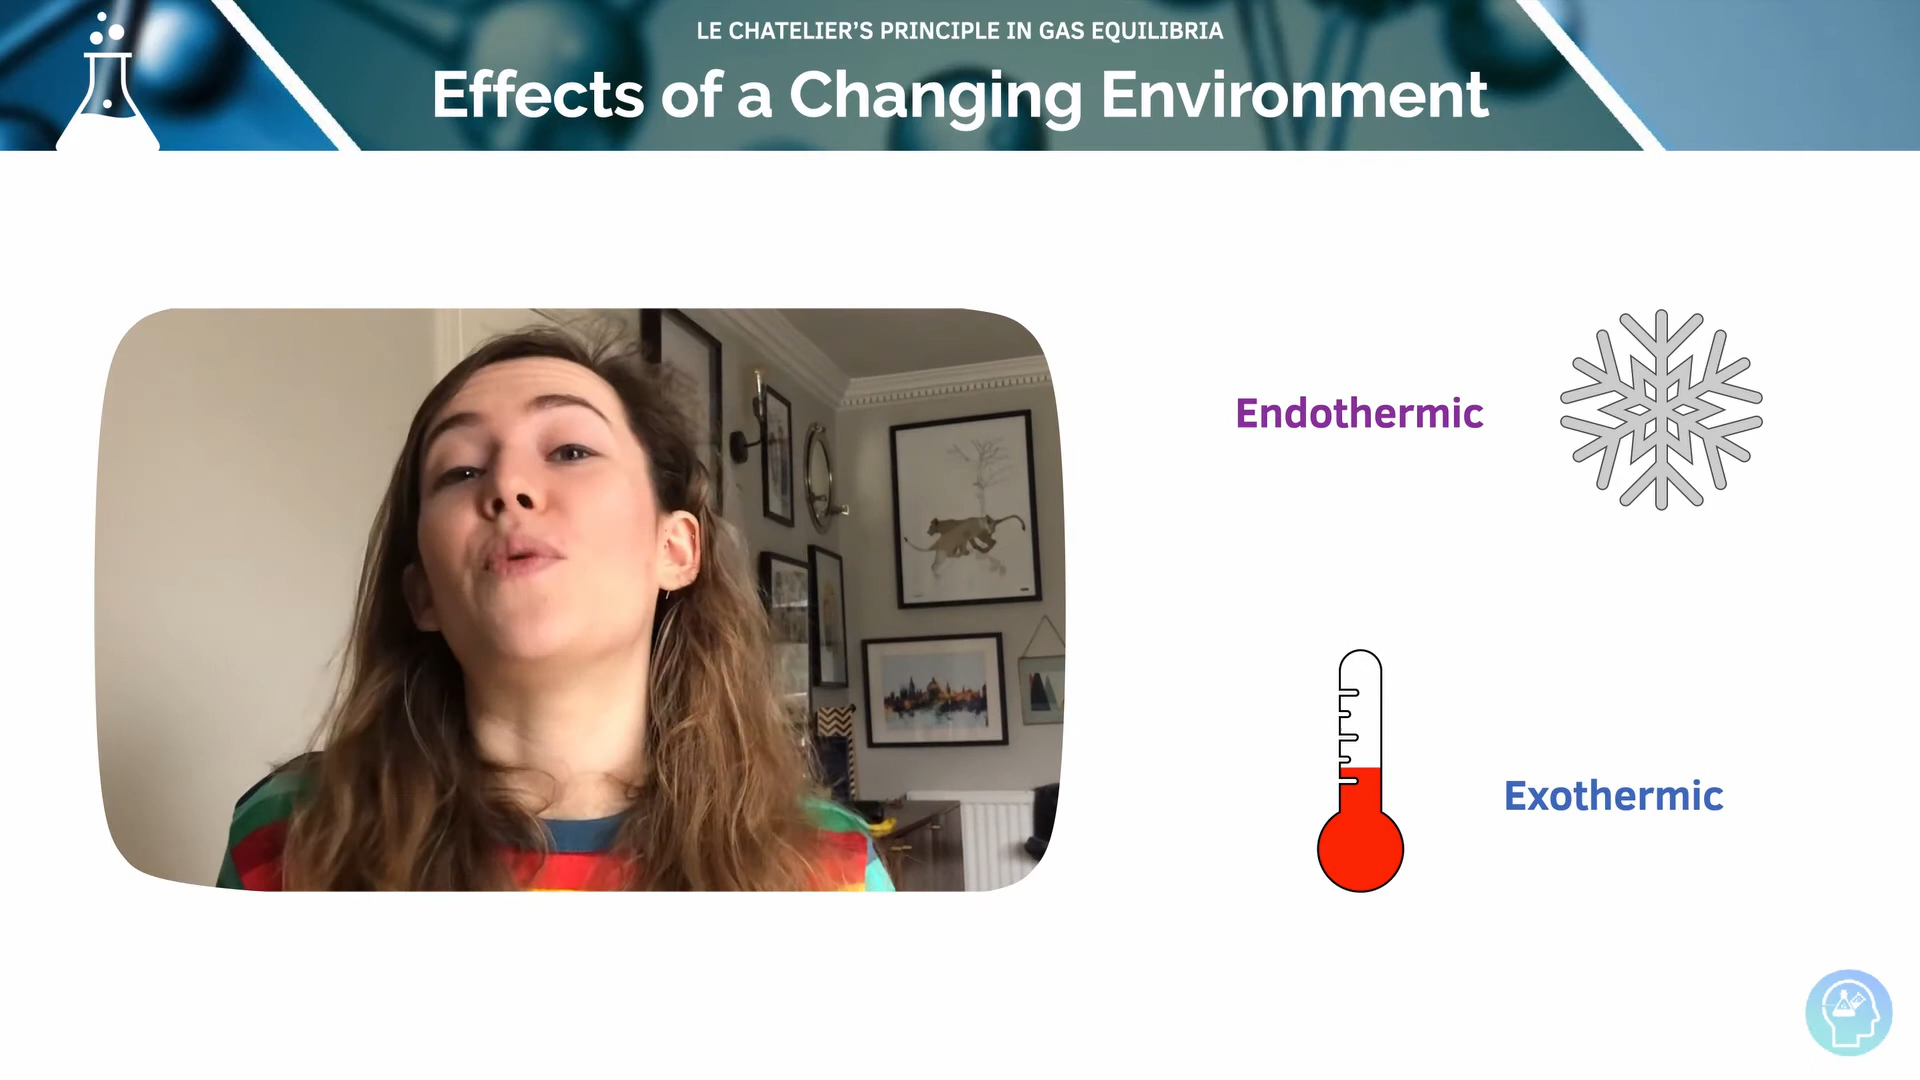 LE CHATELIER’S PRINCIPLE IN GAS EQUILIBRIA
Effects of a Changing Environment
Endothermic
Exothermic